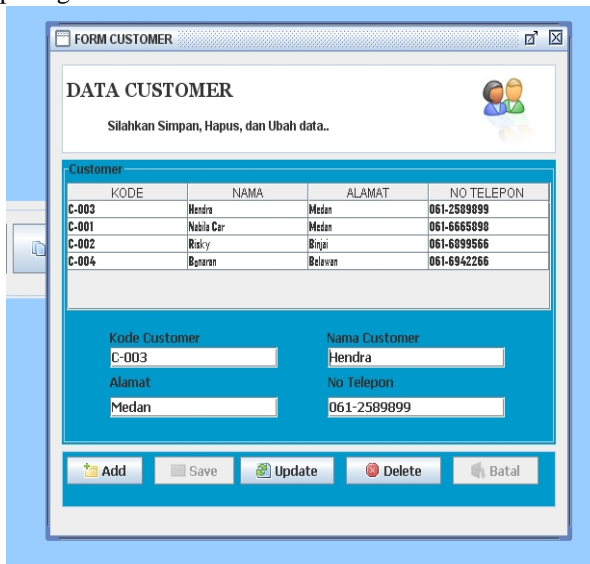 FORM CUSTOMER
DATA CUSTOMER
Silahkan Simpan, Hapus, dan Ubah data..
Customer
KODE NAMA ALAMAT NO TELEPON
C-003 Hendra Medan 061-2589899
C-001 Nabila Car Medan 061-6665898
C-002 Risky Binjai 061-6899566
C-004 Bonaran Belawan 061-6942266
Kode Customer Nama Customer
C-003 Hendra
Alamat No Telepon
Medan 061-2589899
Add Save Update Delete Batal